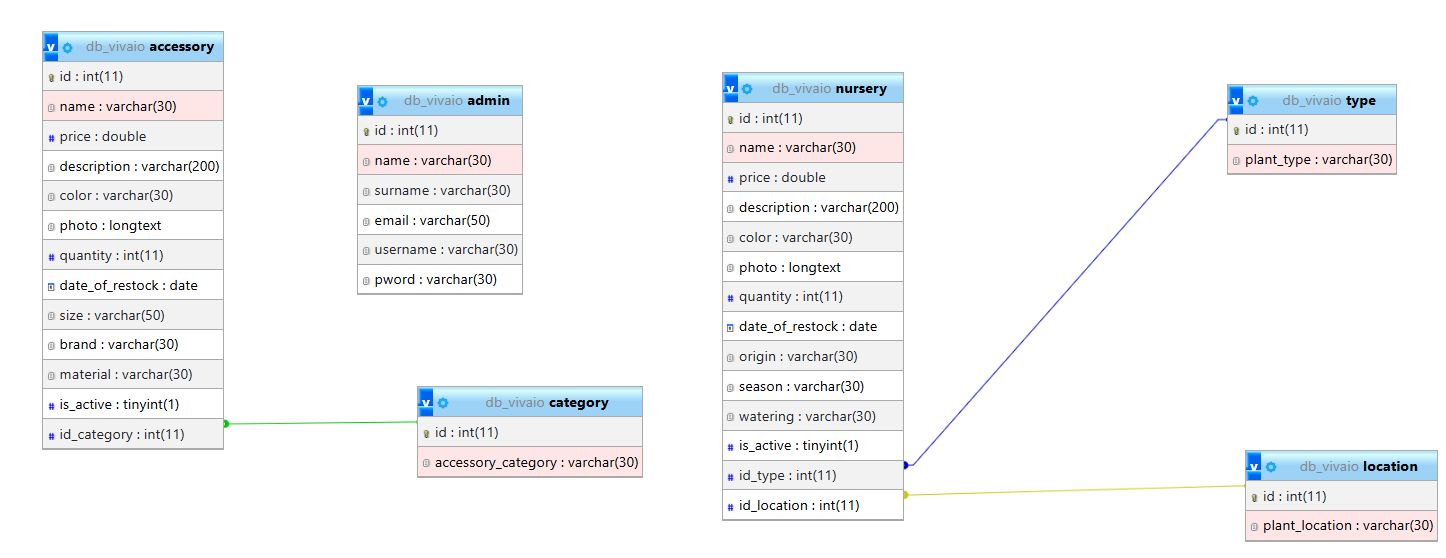 db_vivaio accessory
id : int(11)
name : varchar(30)
price : double
description : varchar(200)
color : varchar(30)
photo : longtext
quantity : int(11)
date_of_restock : date
size : varchar(50)
brand : varchar(30)
material : varchar(30)
is_active : tinyint(1)
id_category : int(11)
db_vivaio admin
id : int(11)
name : varchar(30)
surname : varchar(30)
email : varchar(50)
username : varchar(30)
pword : varchar(30)
db_vivaio category
id : int(11)
accessory_category : varchar(30)
db_vivaio nursery
id : int(11)
name : varchar(30)
price : double
description : varchar(200)
color : varchar(30)
photo : longtext
quantity : int(11)
date_of_restock : date
origin : varchar(30)
season : varchar(30)
watering : varchar(30)
is_active : tinyint(1)
id_type : int(11)
id_location : int(11)
db_vivaio type
id : int(11)
plant_type : varchar(30)
db_vivaio location
id : int(11)
plant_location : varchar(30)